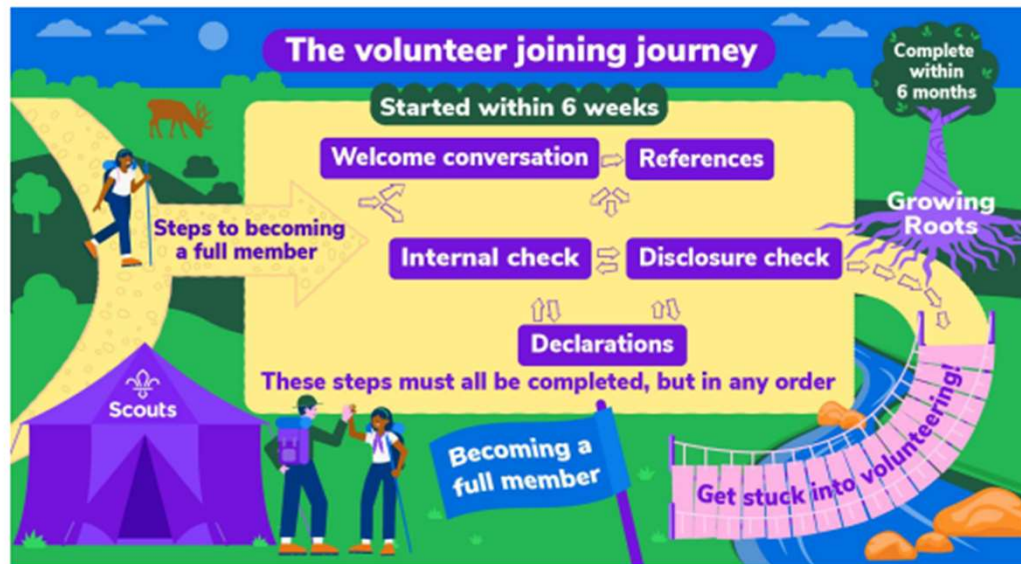 The volunteer joining journey
Complete
within
6 months
Started within 6 weeks
Welcome conversation
References
Steps to becoming
a full member
Growing
Roots
Internal check
Disclosure check
Declarations
These steps must all be completed, but in any order
Scouts
Becoming a
full member
Get stuck into volunteering!